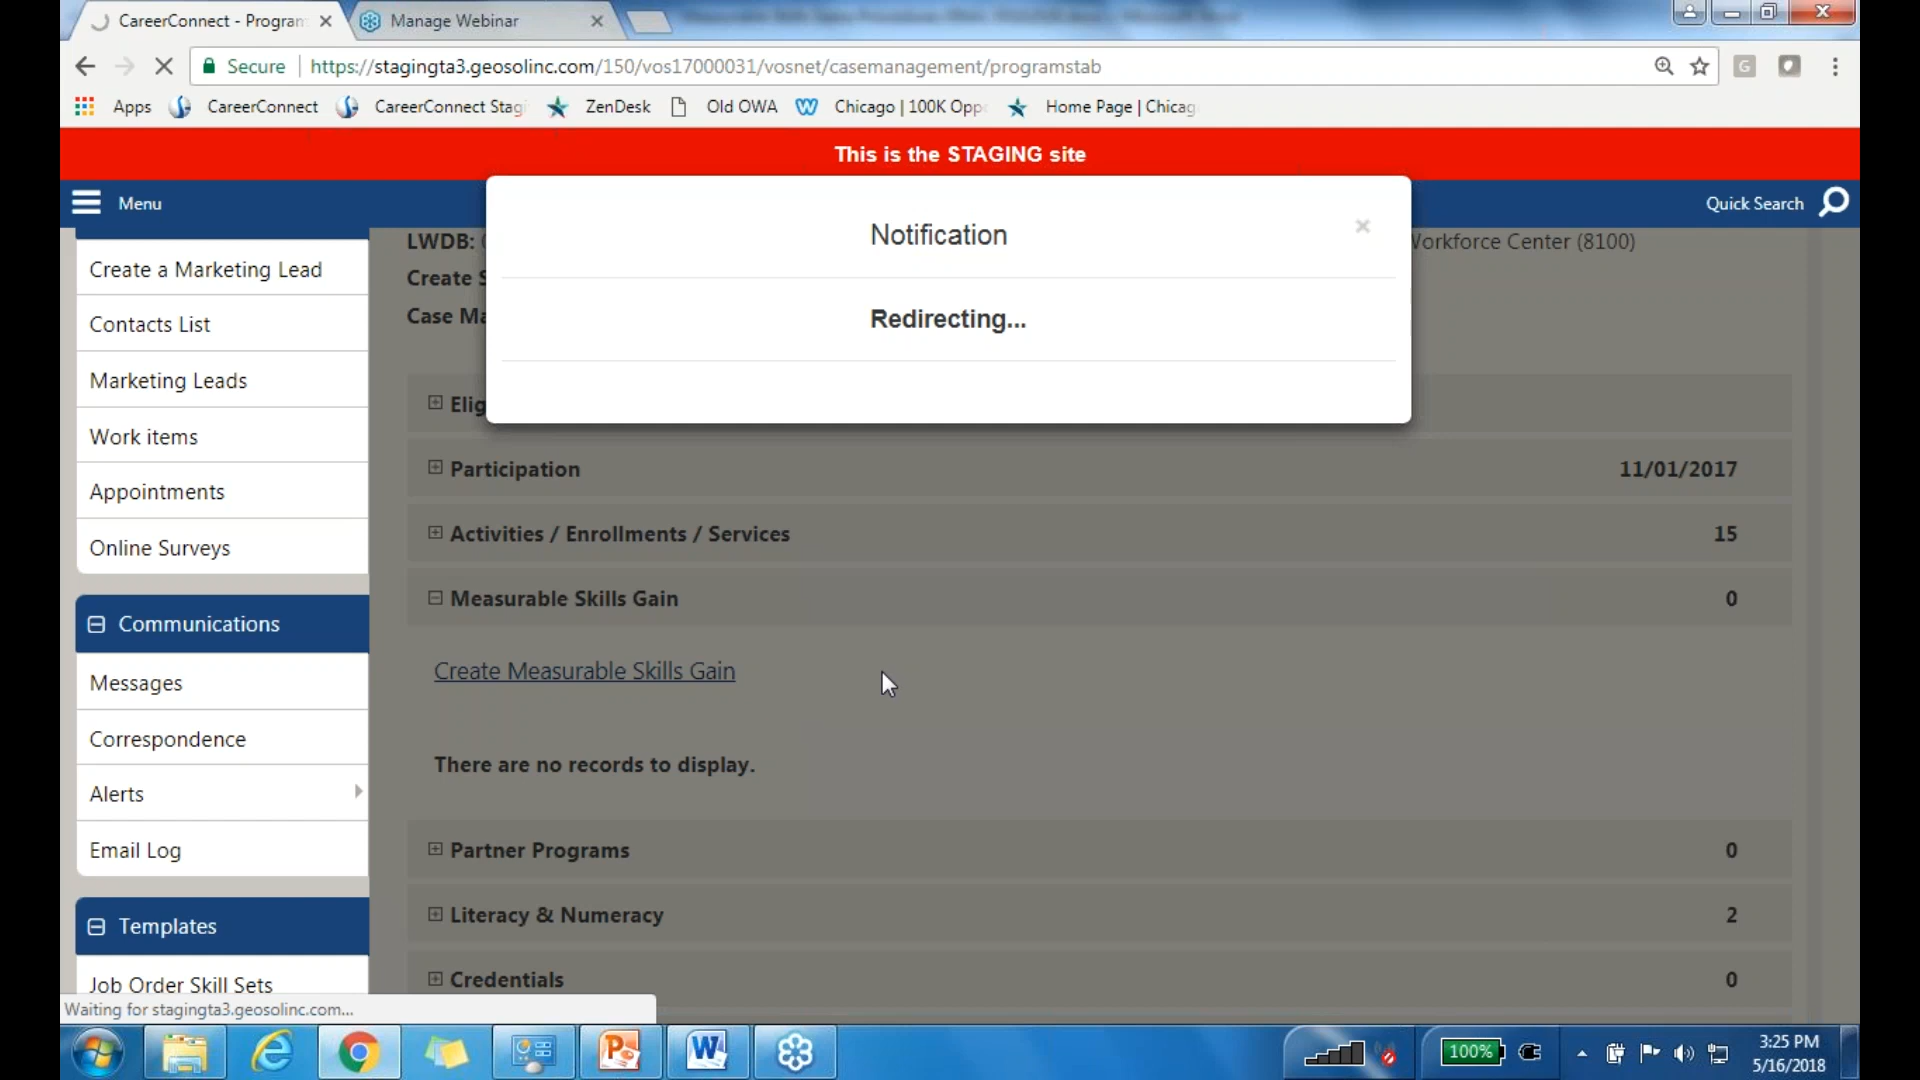 CareerConnect - Program
Manage Webinar
Secure
https://stagingta3.geosolinc.com/150/vos17000031/vosnet/casemanagement/programstab
Apps
CareerConnect
CareerConnect Stagi
ZenDesk
Old OWA
Chicago | 100K Oppo
Home Page | Chicag
This is the STAGING site
Menu
Quick Search
Notification
Redirecting...
LWDB:
Workforce Center (8100)
Create S
Case Ma
Create a Marketing Lead
Contacts List
Marketing Leads
Work items
Appointments
Online Surveys
Communications
Messages
Correspondence
Alerts
Email Log
Templates
Job Order Skill Sets
Elig
Participation 11/01/2017
Activities / Enrollments / Services 15
Measurable Skills Gain 0
Create Measurable Skills Gain
There are no records to display.
Partner Programs 0
Literacy & Numeracy 2
Credentials 0
Waiting for stagingta3.geosolinc.com...
100%
3:25 PM
5/16/2018